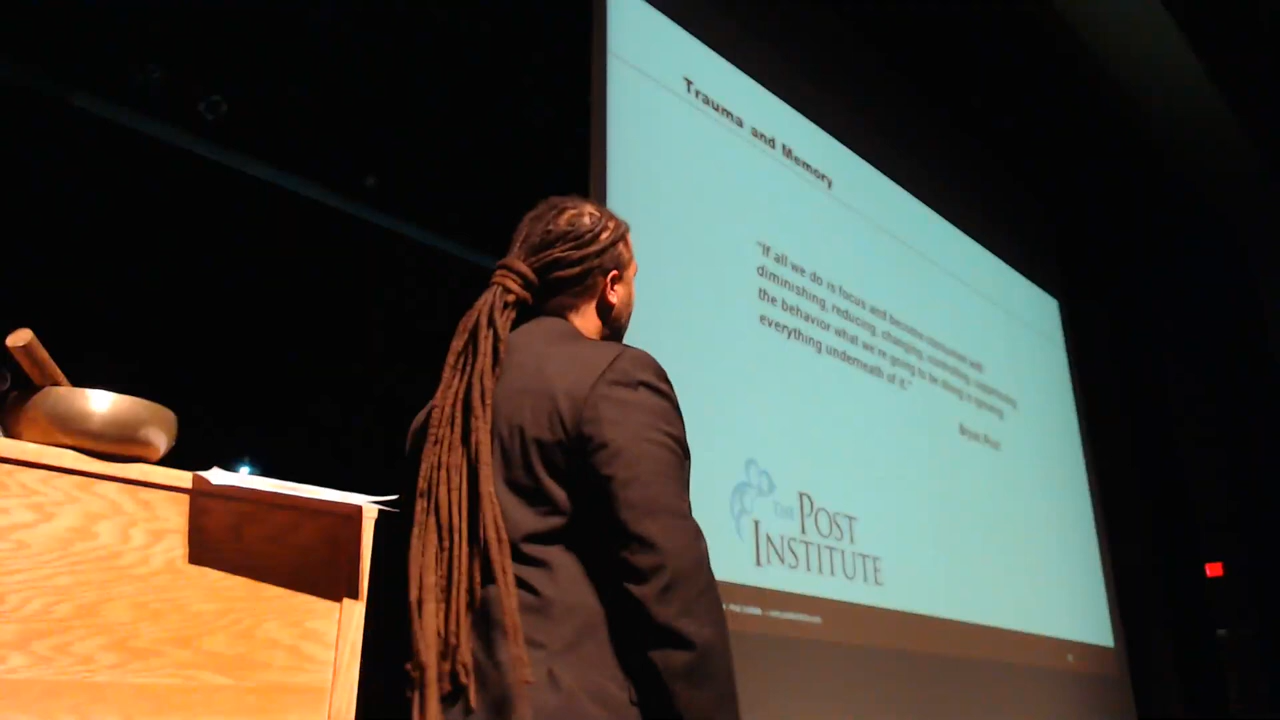 Trauma and Memory
"If all we do is focus and become consumed with
diminishing, reducing, changing, controlling, suppressing
the behavior what we're going to be doing is ignoring
everything underneath of it."
Bryan Post
THE POST
INSTITUTE